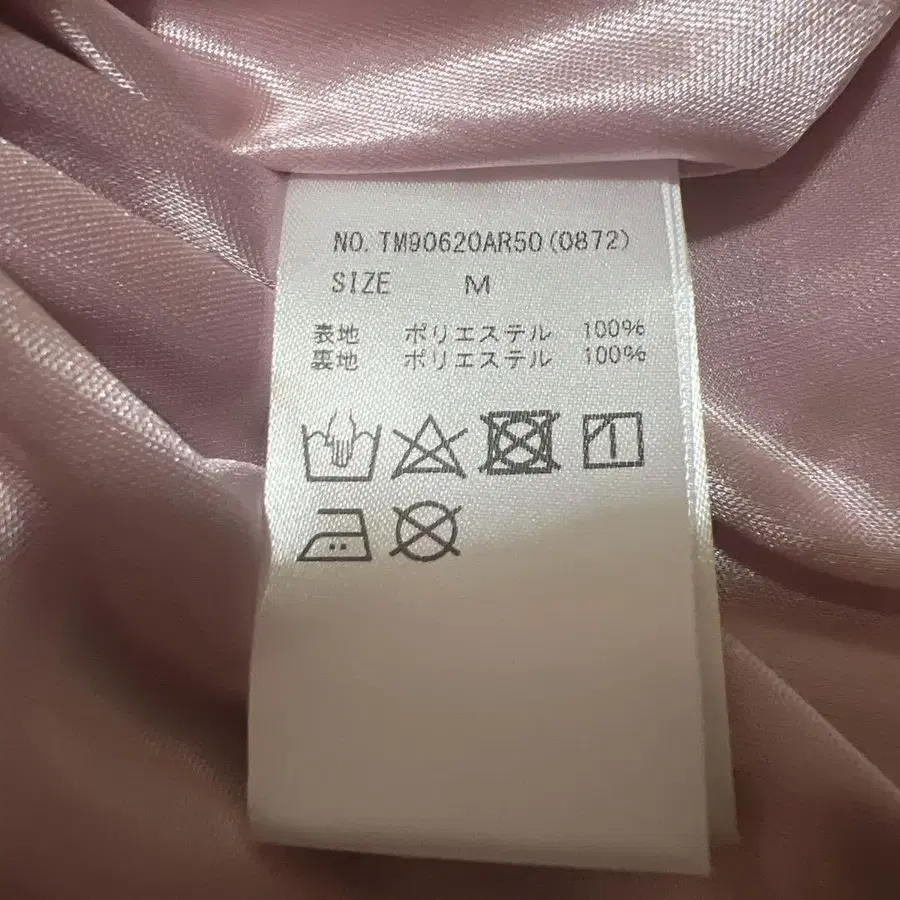 NO. TM90620AR50(0872)
SIZE M
表地 ポリエステル 100%
裏地 ポリエステル 100%